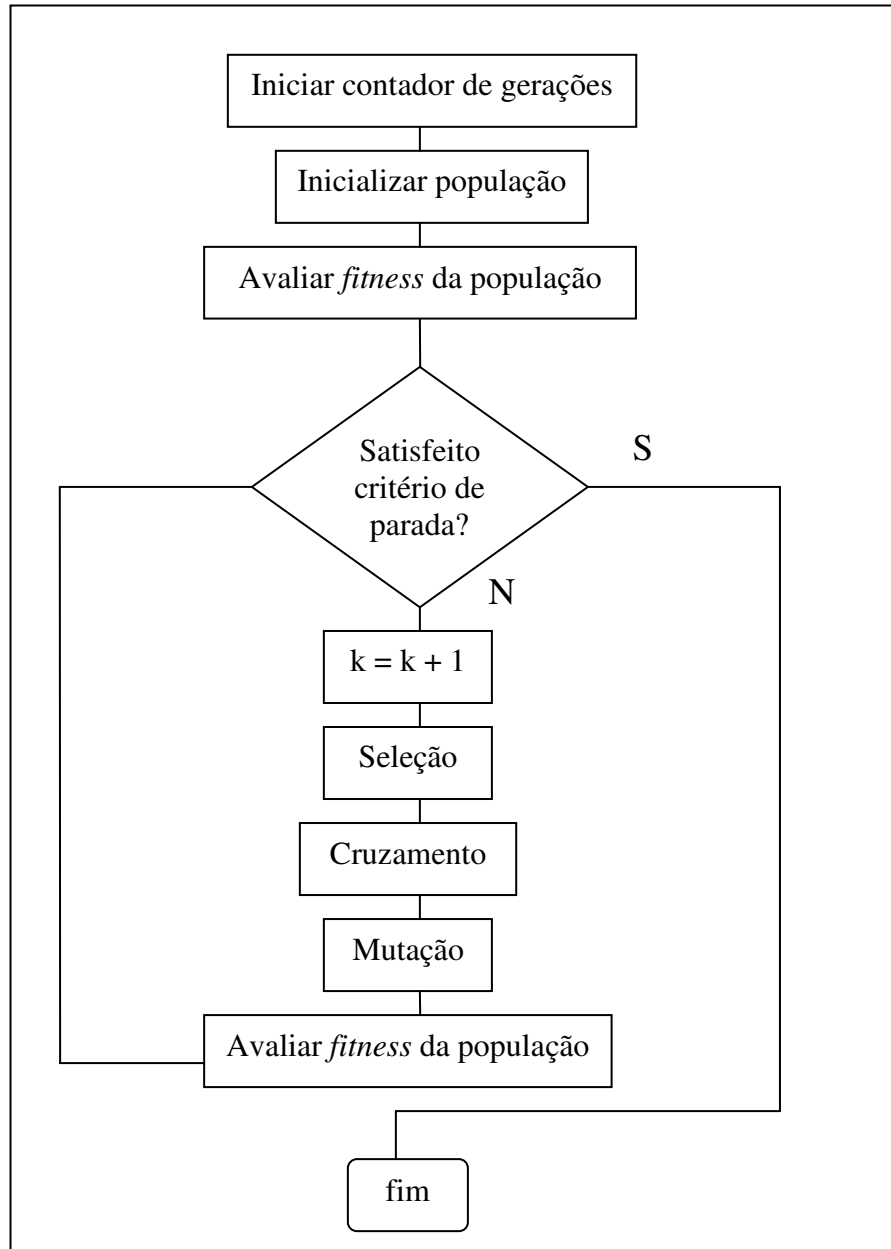 Iniciar contador de gerações
Inicializar população
Avaliar fitness da população
Satisfeito
critério de
parada?
S
N
k = k + 1
Seleção
Cruzamento
Mutação
Avaliar fitness da população
fim